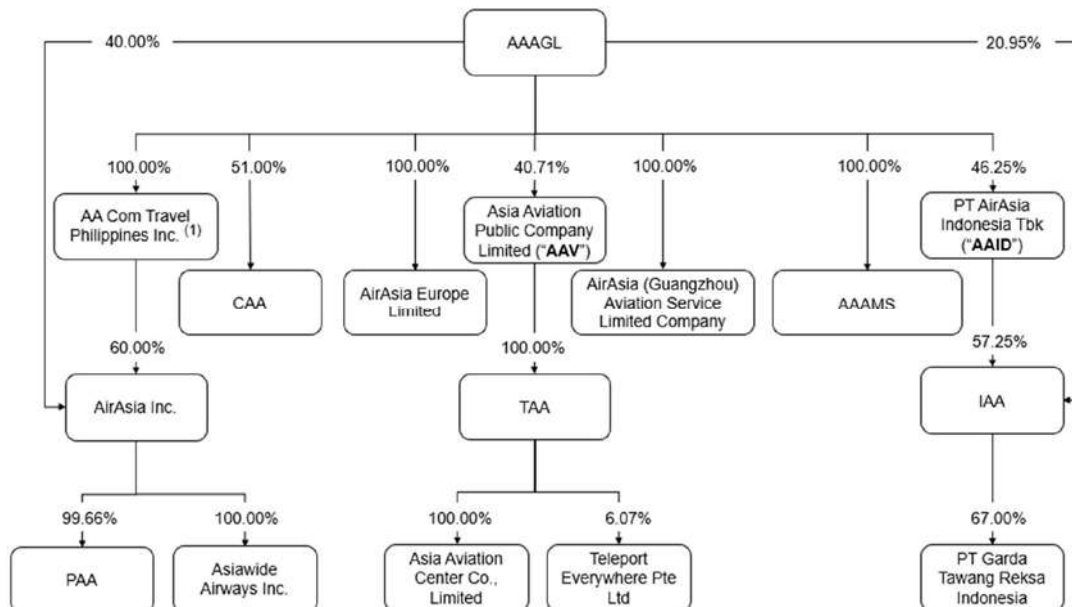 AAAGL
40.00%
20.95%
100.00%
51.00%
100.00%
40.71%
100.00%
100.00%
46.25%
AA Com Travel
Philippines Inc. (1)
Asia Aviation
Public Company
Limited (“AAV”)
PT AirAsia
Indonesia Tbk
(“AAID”)
CAA
AirAsia Europe
Limited
AirAsia (Guangzhou)
Aviation Service
Limited Company
AAAMS
60.00%
100.00%
57.25%
AirAsia Inc.
TAA
IAA
99.66%
100.00%
100.00%
6.07%
67.00%
PAA
Asiawide
Airways Inc.
Asia Aviation
Center Co.,
Limited
Teleport
Everywhere Pte
Ltd
PT Garda
Tawang Reksa
Indonesia